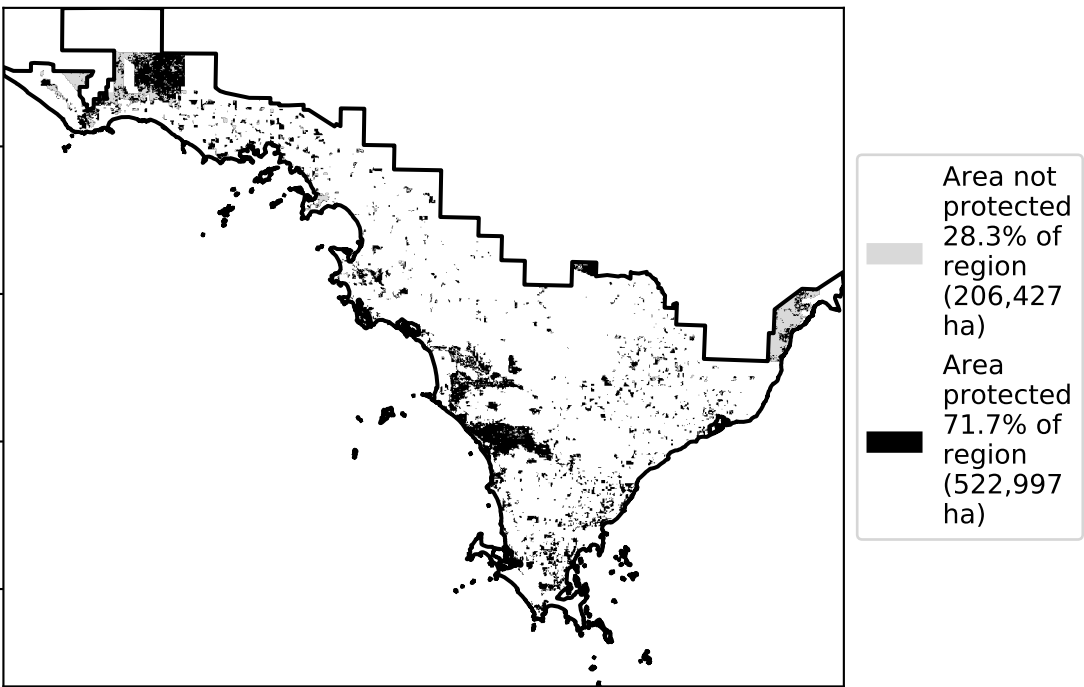 Area not
protected
28.3% of
region
(206,427
ha)
Area
protected
71.7% of
region
(522,997
ha)